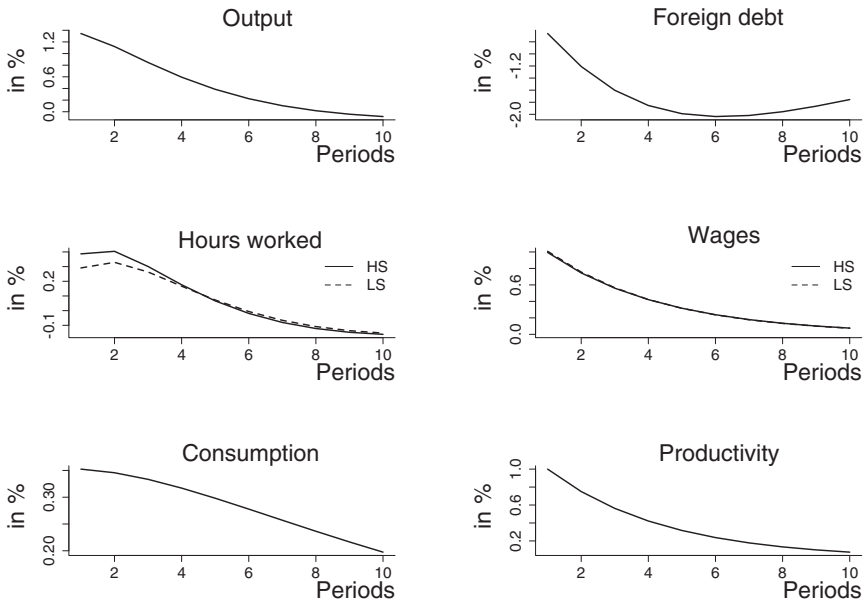 Output
in %
1.2
0.6
0.0
2 4 6 8 10
Periods
Foreign debt
in %
-1.2
-2.0
2 4 6 8 10
Periods
Hours worked
in %
0.2
-0.1
HS
LS
2 4 6 8 10
Periods
Wages
in %
0.6
0.0
HS
LS
2 4 6 8 10
Periods
Consumption
in %
0.30
0.20
2 4 6 8 10
Periods
Productivity
in %
1.0
0.6
0.2
2 4 6 8 10
Periods